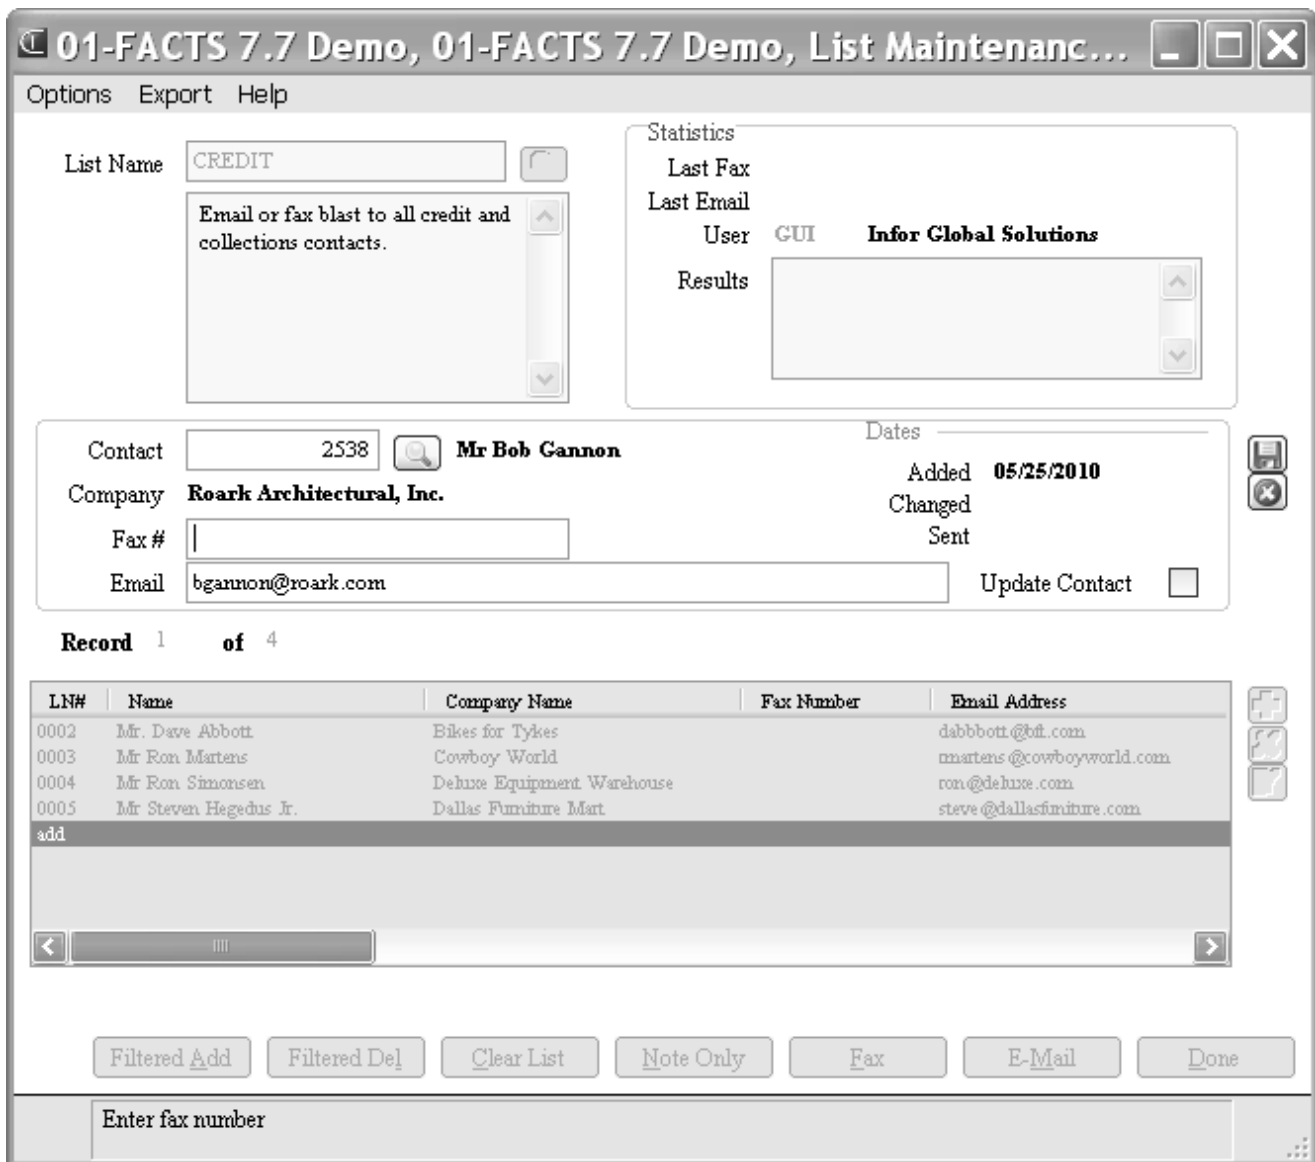 01-FACTS 7.7 Demo, 01-FACTS 7.7 Demo, List Maintenanc...
Options Export Help
List Name CREDIT
Email or fax blast to all credit and
collections contacts.
Statistics
Last Fax
Last Email
User GUI Infor Global Solutions
Results
Contact 2538 Mr Bob Gannon
Company Roark Architectural, Inc.
Fax #
Email bgannon@roark.com
Dates
Added 05/25/2010
Changed
Sent
Update Contact
Record 1 of 4
LN# Name Company Name Fax Number Email Address
0002 Mr. Dave Abbott Bikes for Tykes dabbbott@bft.com
0003 Mr Ron Martens Cowboy World rmartens@cowboyworld.com
0004 Mr Ron Simonsen Deluxe Equipment Warehouse ron@deluxe.com
0005 Mr Steven Hegedus Jr. Dallas Furniture Mart steve@dallasfurniture.com
add
Filtered Add Filtered Del Clear List Note Only Fax E-Mail Done
Enter fax number